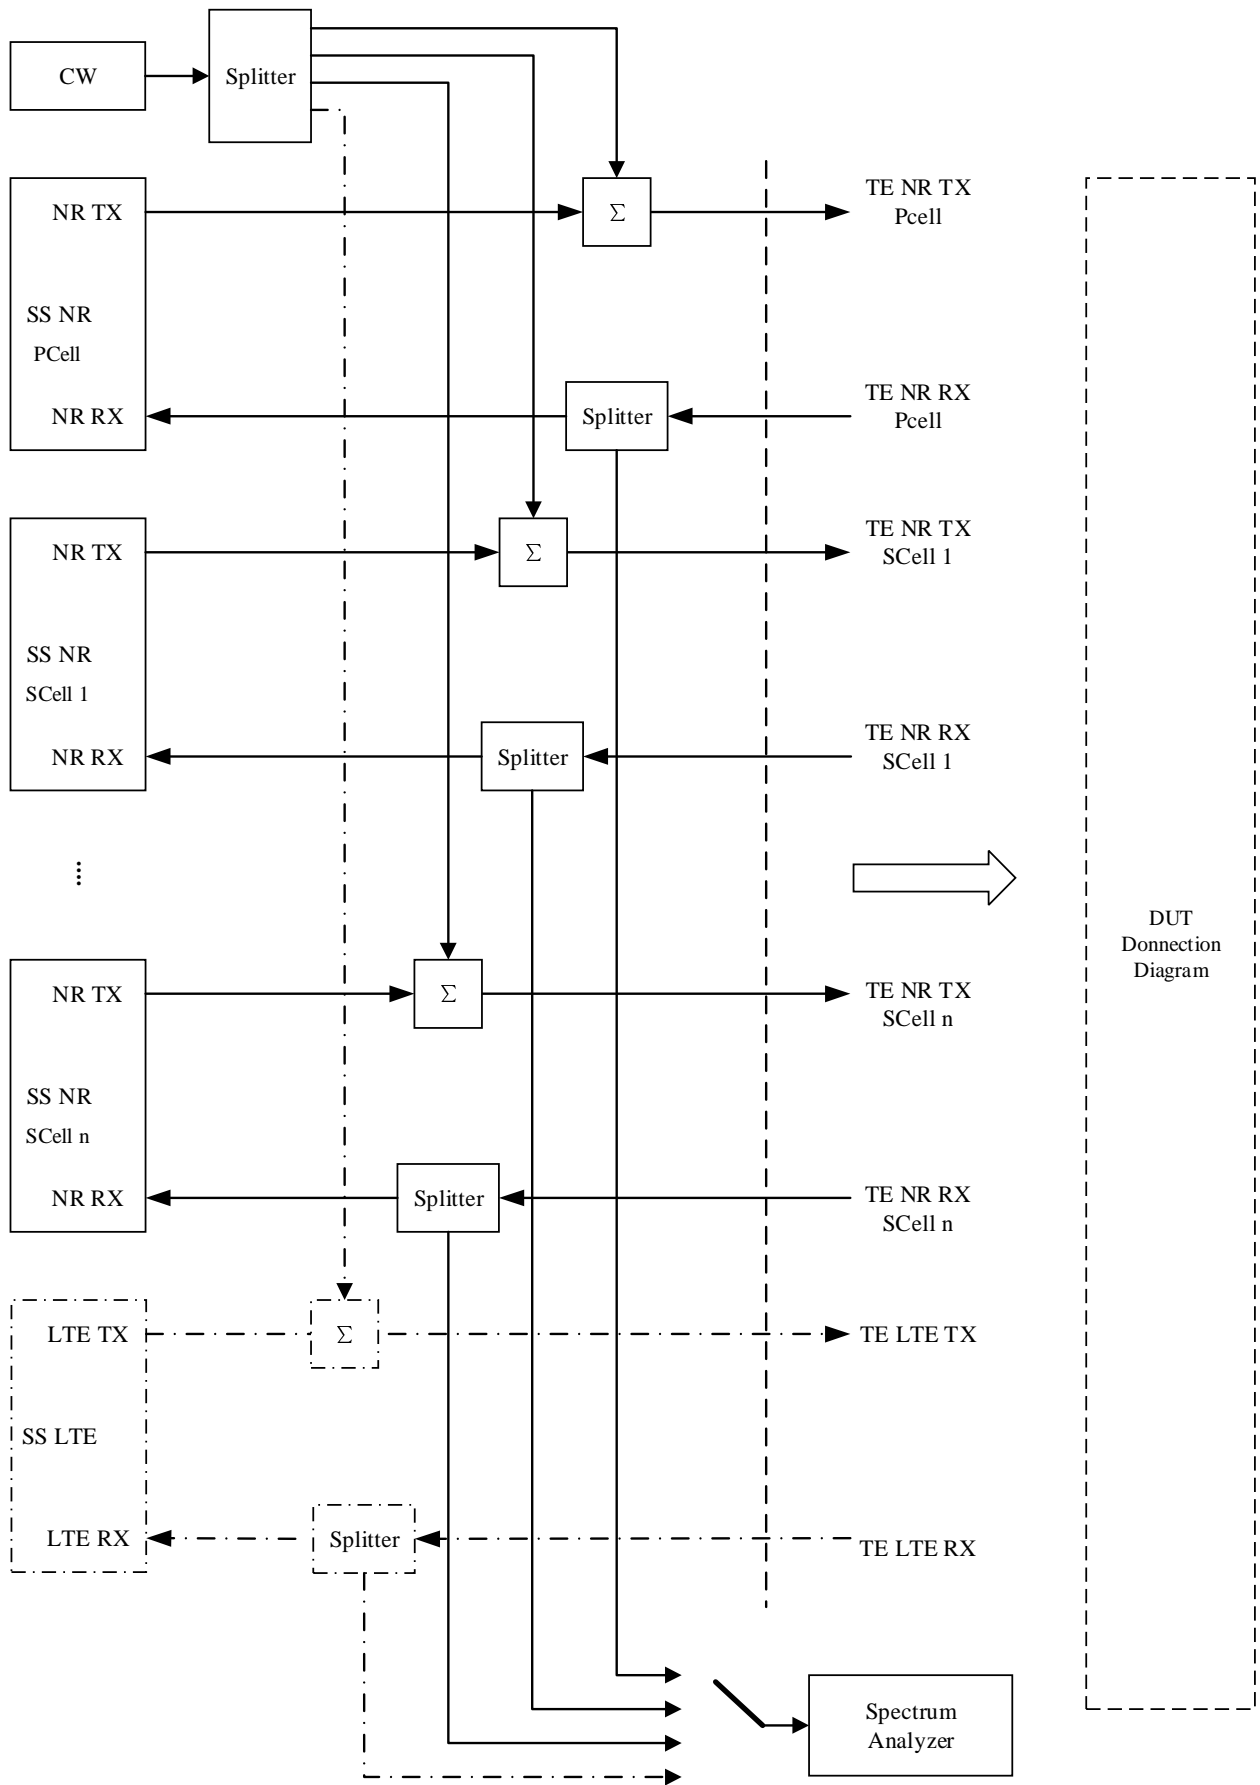 CW
Splitter
NR TX
Σ
TE NR TX
Pcell
SS NR
PCell
NR RX
Splitter
TE NR RX
Pcell
NR TX
Σ
TE NR TX
SCell 1
SS NR
SCell 1
NR RX
Splitter
TE NR RX
SCell 1
DUT
Donnection
Diagram
NR TX
Σ
TE NR TX
SCell n
SS NR
SCell n
NR RX
Splitter
TE NR RX
SCell n
LTE TX
Σ
TE LTE TX
SS LTE
LTE RX
Splitter
TE LTE RX
Spectrum
Analyzer